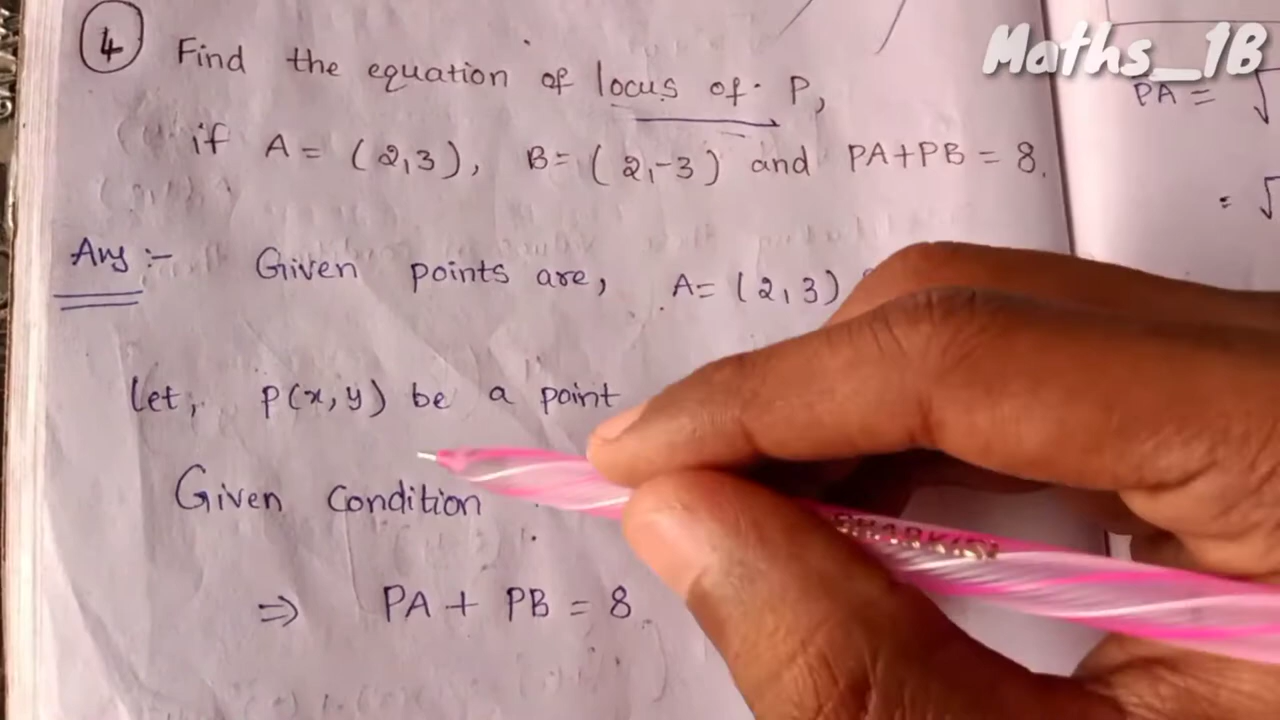 Maths_1B
④ Find the equation of locus of P,
if A = (2,3), B = (2,-3) and PA+PB = 8.
Ans :- Given points are, A = (2,3)
Let, P(x,y) be a point
Given Condition
⇒ PA + PB = 8
PA = √
= √